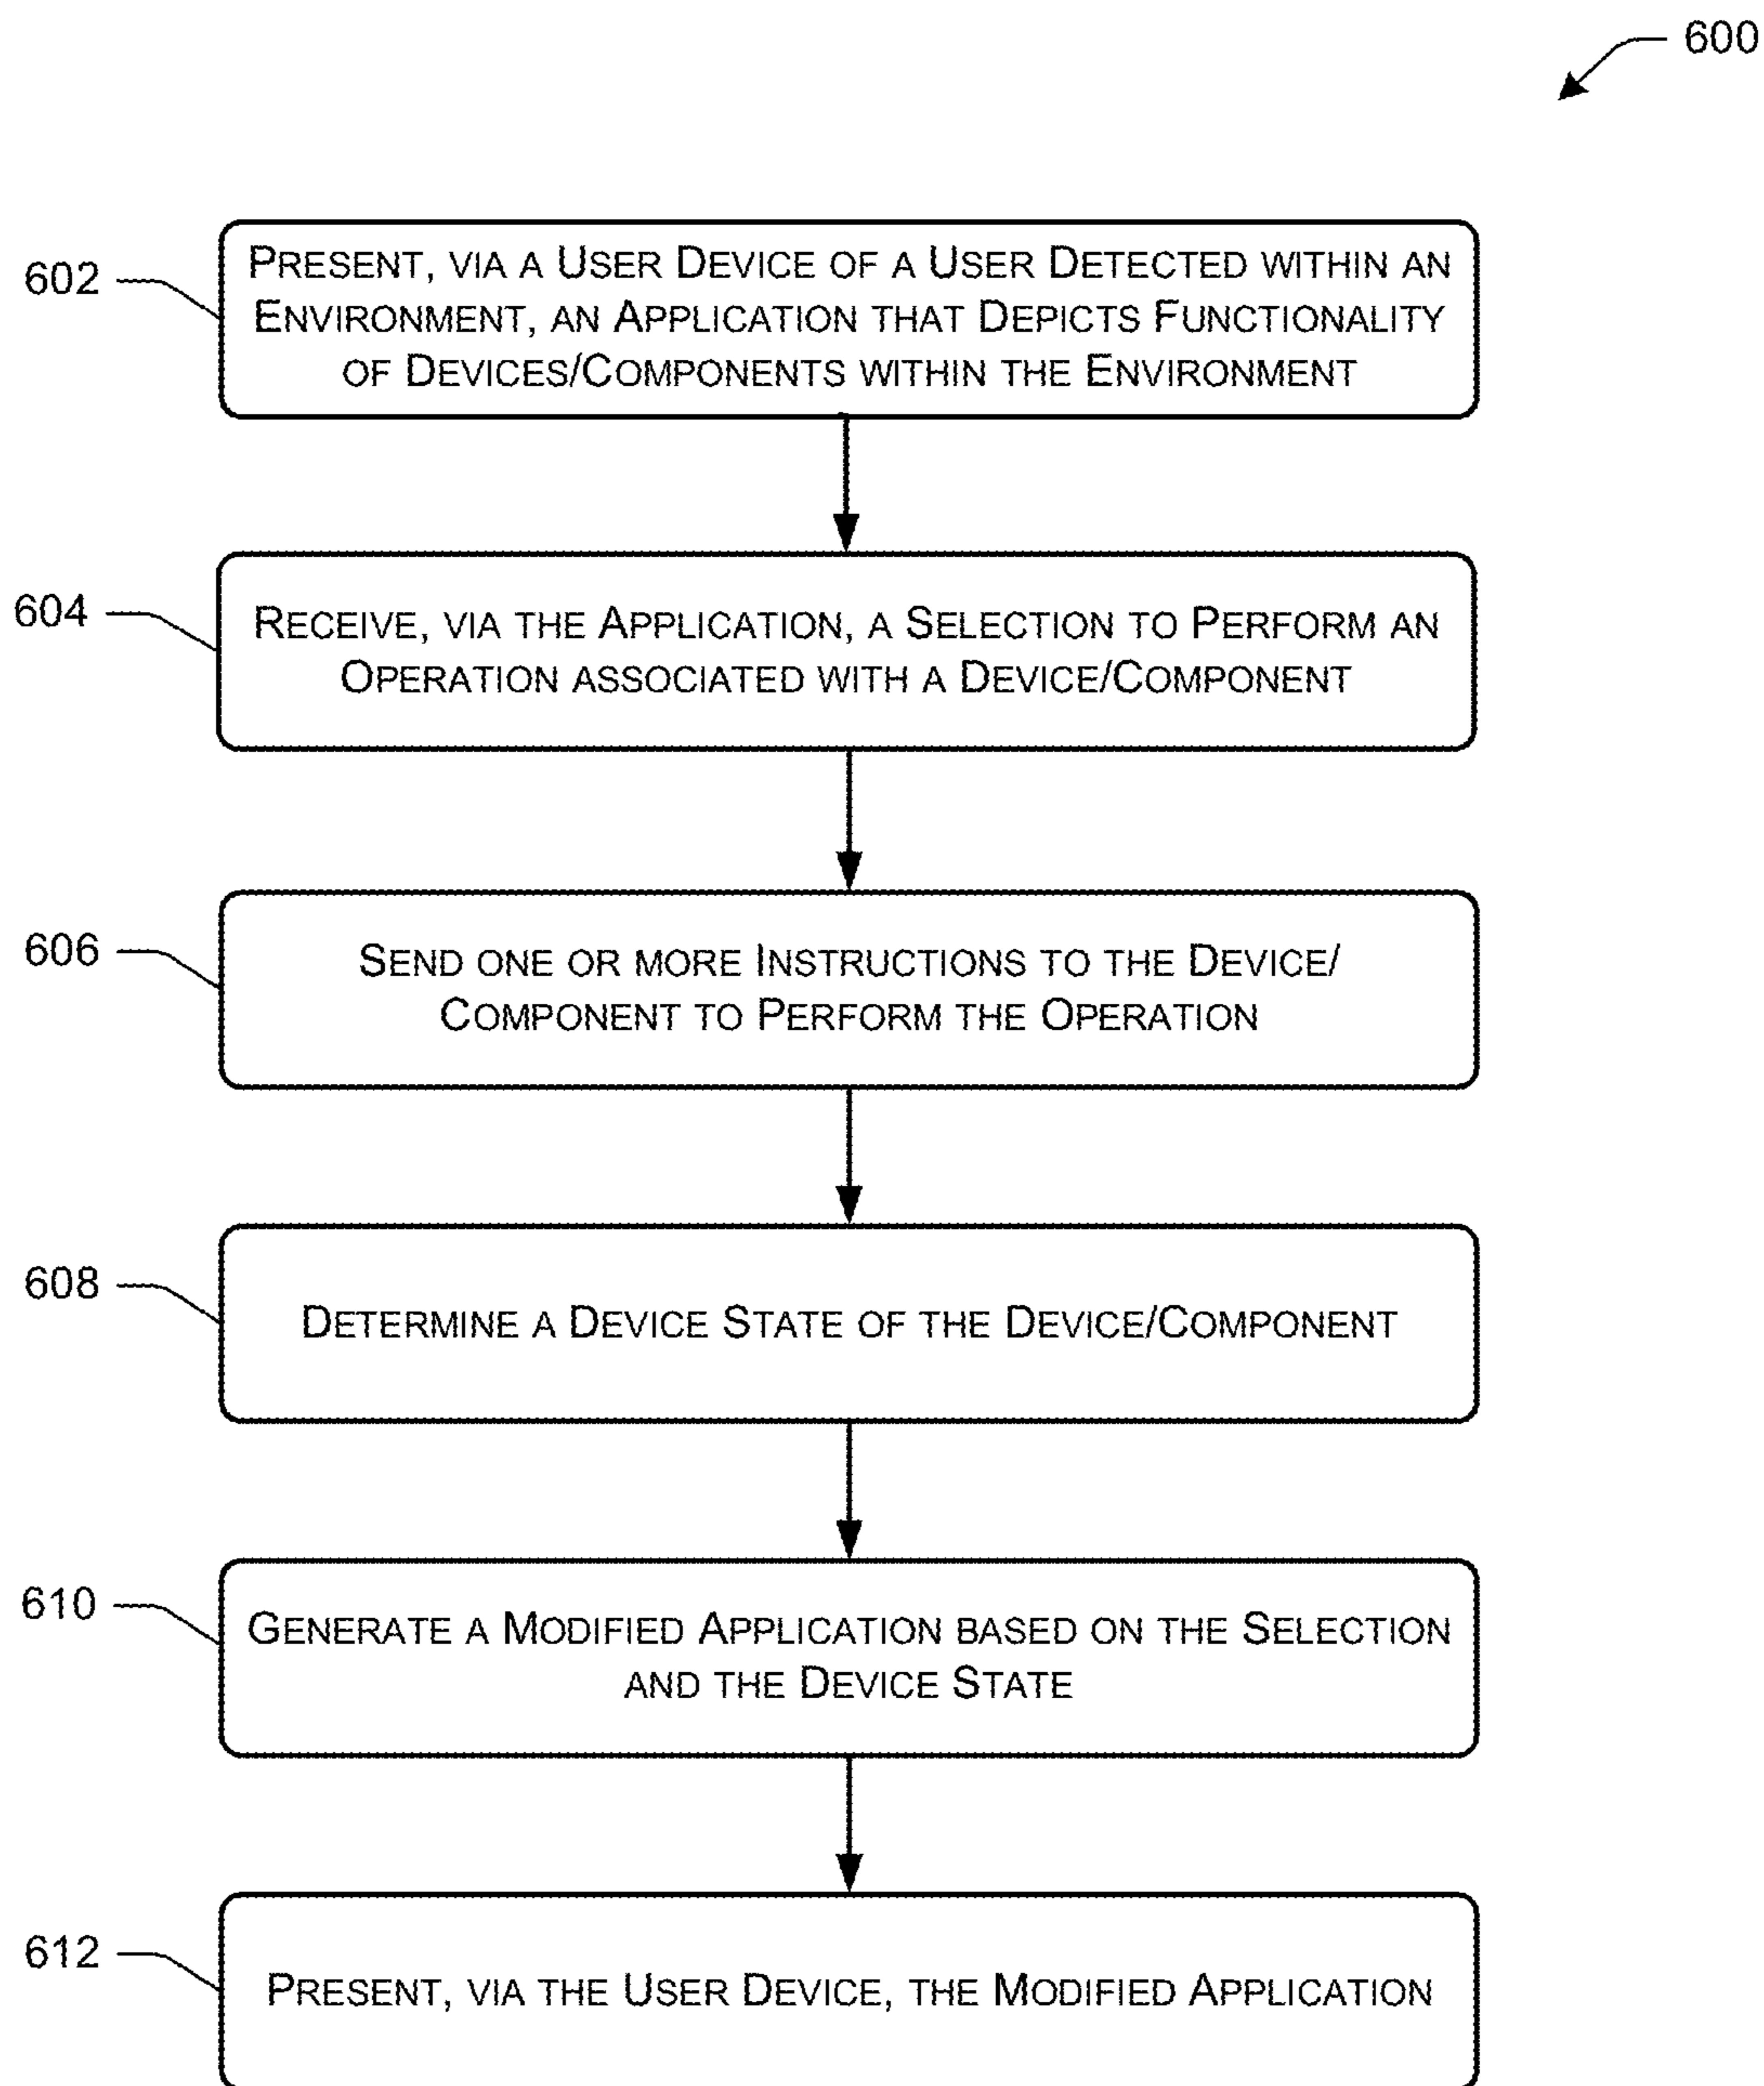 600
602
PRESENT, VIA A USER DEVICE OF A USER DETECTED WITHIN AN
ENVIRONMENT, AN APPLICATION THAT DEPICTS FUNCTIONALITY
OF DEVICES/COMPONENTS WITHIN THE ENVIRONMENT
604
RECEIVE, VIA THE APPLICATION, A SELECTION TO PERFORM AN
OPERATION ASSOCIATED WITH A DEVICE/COMPONENT
606
SEND ONE OR MORE INSTRUCTIONS TO THE DEVICE/
COMPONENT TO PERFORM THE OPERATION
608
DETERMINE A DEVICE STATE OF THE DEVICE/COMPONENT
610
GENERATE A MODIFIED APPLICATION BASED ON THE SELECTION
AND THE DEVICE STATE
612
PRESENT, VIA THE USER DEVICE, THE MODIFIED APPLICATION